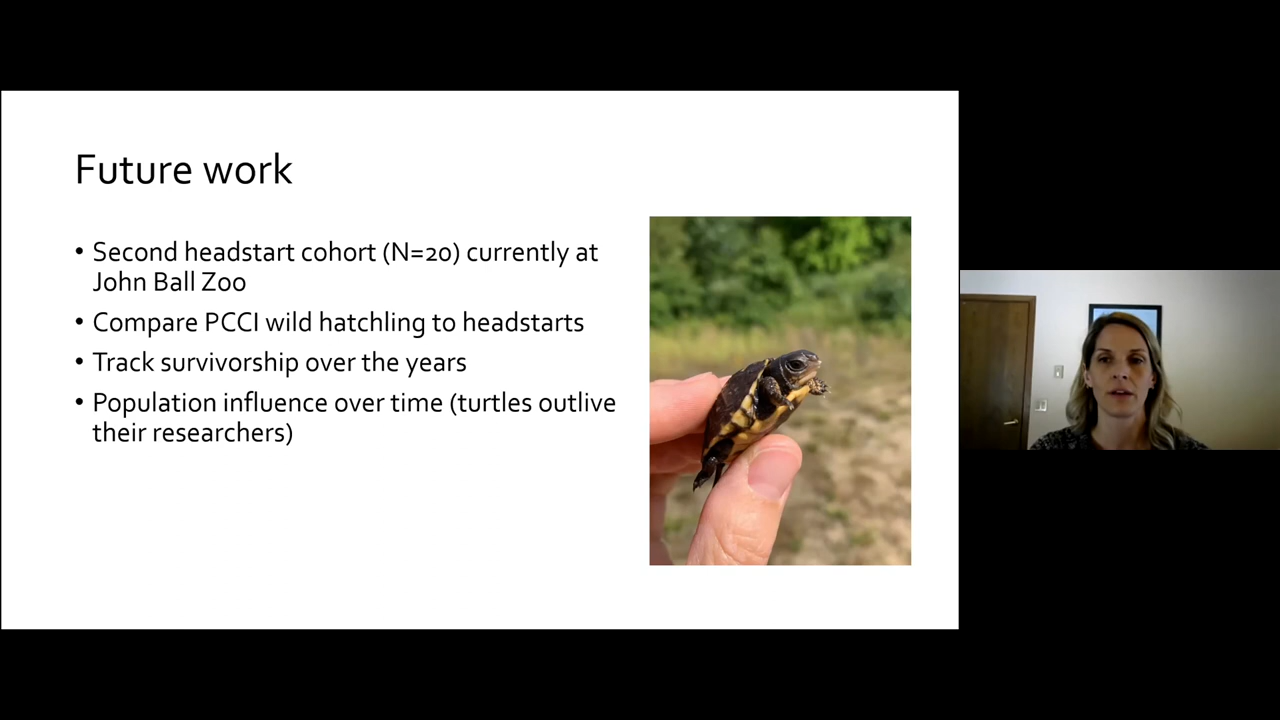 Future work
• Second headstart cohort (N=20) currently at
John Ball Zoo
• Compare PCCI wild hatchling to headstarts
• Track survivorship over the years
• Population influence over time (turtles outlive
their researchers)